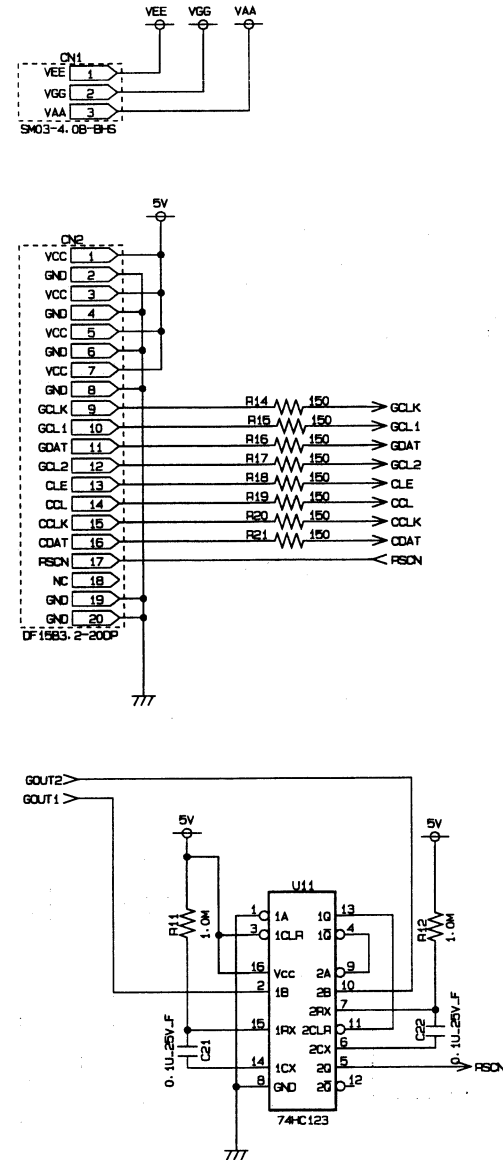 VEE VGG VAA
CN1
VEE 1
VGG 2
VAA 3
SM03-4.0B-BHS
5V
CN2
VCC 1
GND 2
VCC 3
GND 4
VCC 5
GND 6
VCC 7
GND 8
GCLK 9 R14 150 GCLK
GCL1 10 R15 150 GCL1
GDAT 11 R16 150 GDAT
GCL2 12 R17 150 GCL2
CLE 13 R18 150 CLE
CCL 14 R19 150 CCL
CCLK 15 R20 150 CCLK
CDAT 16 R21 150 CDAT
RSCN 17 RSCN
NC 18
GND 19
GND 20
DF15B3.2-20DP
GOUT2
GOUT1
5V 5V
U11
R11 1.0M
R12 1.0M
1 1A 1Q 13
3 1CLR 1Q 4
16 Vcc 2A 9
2 1B 2B 10
2RX 7
15 1RX 2CLR 11
2CX 6
14 1CX 2Q 5 RSCN
8 GND 2Q 12
0.1U_25V_F C21
C22 0.1U_25V_F
74HC123